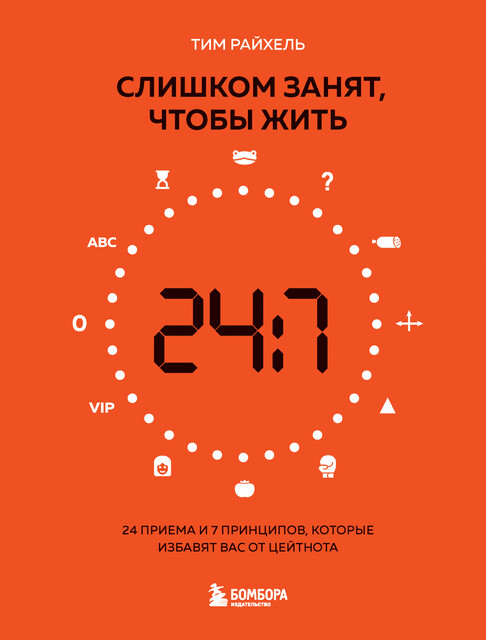 ТИМ РАЙХЕЛЬ
СЛИШКОМ ЗАНЯТ,
ЧТОБЫ ЖИТЬ
?
ABC
24:7
0
VIP
24 ПРИЕМА И 7 ПРИНЦИПОВ, КОТОРЫЕ
ИЗБАВЯТ ВАС ОТ ЦЕЙТНОТА
БОМБОРА
ИЗДАТЕЛЬСТВО